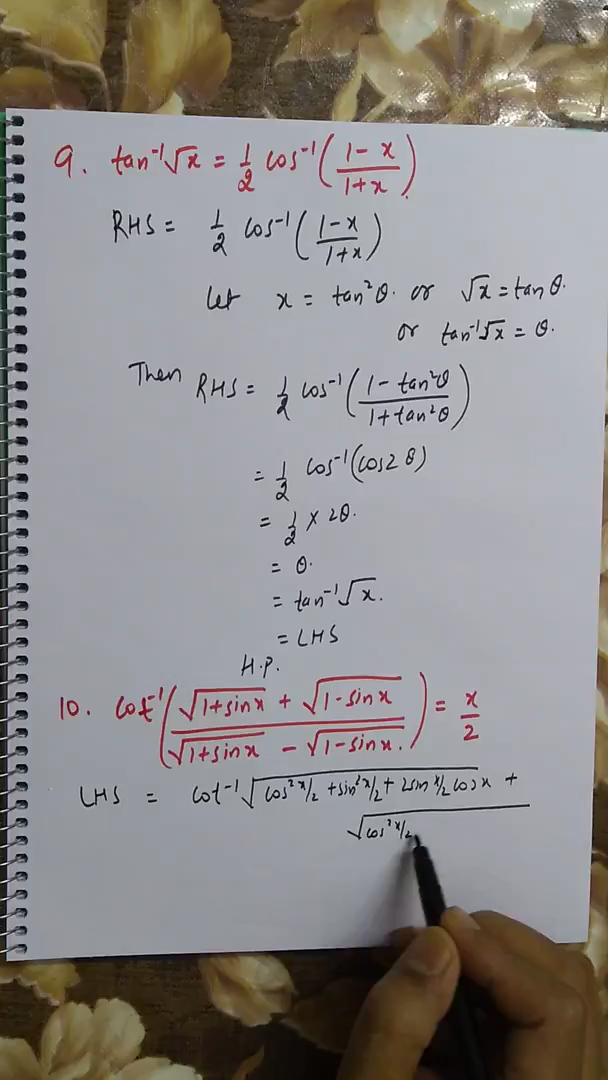 9. tan⁻¹√x = 1/2 cos⁻¹((1-x)/(1+x)).
RHS = 1/2 cos⁻¹((1-x)/(1+x))
Let x = tan²θ. or √x = tanθ.
or tan⁻¹√x = θ.
Then RHS = 1/2 cos⁻¹((1-tan²θ)/(1+tan²θ))
= 1/2 cos⁻¹(cos2θ)
= 1/2 × 2θ.
= θ.
= tan⁻¹√x.
= LHS
H.P.
10. cot⁻¹((√(1+sinx) + √(1-sinx))/(√(1+sinx) - √(1-sinx.))) = x/2
LHS = cot⁻¹ √(cos²x/2 + sin²x/2 + 2sinx/2 cosx) +
√(cos²x/2